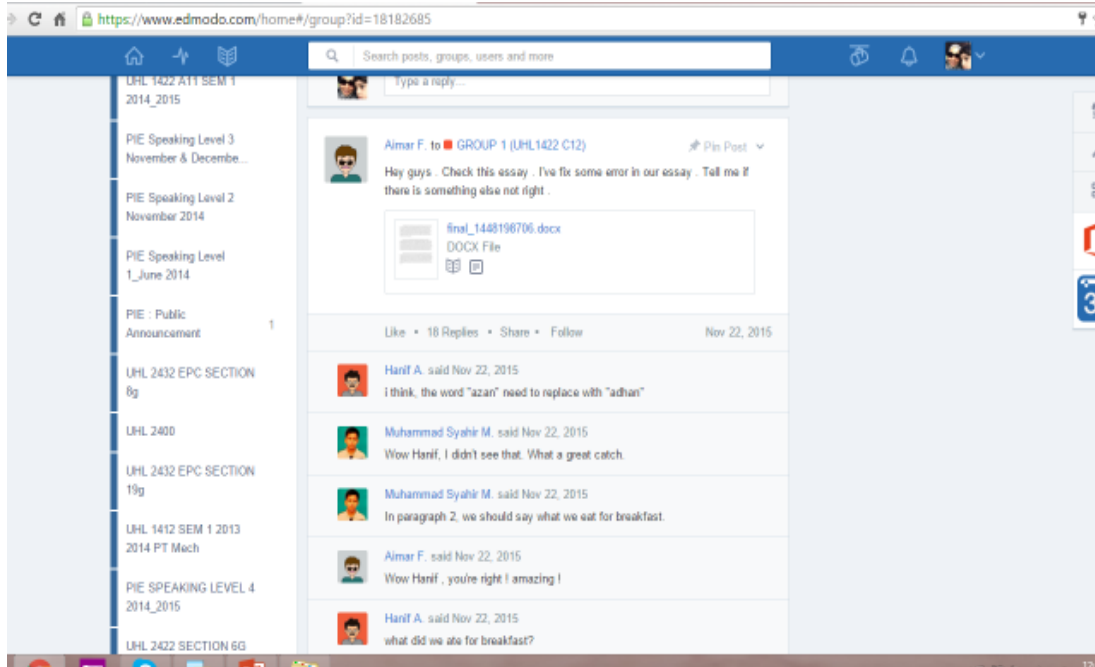 https://www.edmodo.com/home#/group?id=18182685
Search posts, groups, users and more
UHL 1422 A11 SEM 1
2014_2015
PIE Speaking Level 3
November & Decembe...
PIE Speaking Level 2
November 2014
PIE Speaking Level
1_June 2014
PIE : Public
Announcement
1
UHL 2432 EPC SECTION
8g
UHL 2400
UHL 2432 EPC SECTION
19g
UHL 1412 SEM 1 2013
2014 PT Mech
PIE SPEAKING LEVEL 4
2014_2015
UHL 2422 SECTION 6G
Type a reply...
Aimar F. to GROUP 1 (UHL1422 C12)
Pin Post
Hey guys . Check this essay . I've fix some error in our essay . Tell me if
there is something else not right .
final_1448198706.docx
DOCX File
Like • 18 Replies • Share • Follow
Nov 22, 2015
Hanif A. said Nov 22, 2015
i think, the word "azan" need to replace with "adhan"
Muhammad Syahir M. said Nov 22, 2015
Wow Hanif, I didn't see that. What a great catch.
Muhammad Syahir M. said Nov 22, 2015
In paragraph 2, we should say what we eat for breakfast.
Aimar F. said Nov 22, 2015
Wow Hanif , you're right ! amazing !
Hanif A. said Nov 22, 2015
what did we ate for breakfast?
3